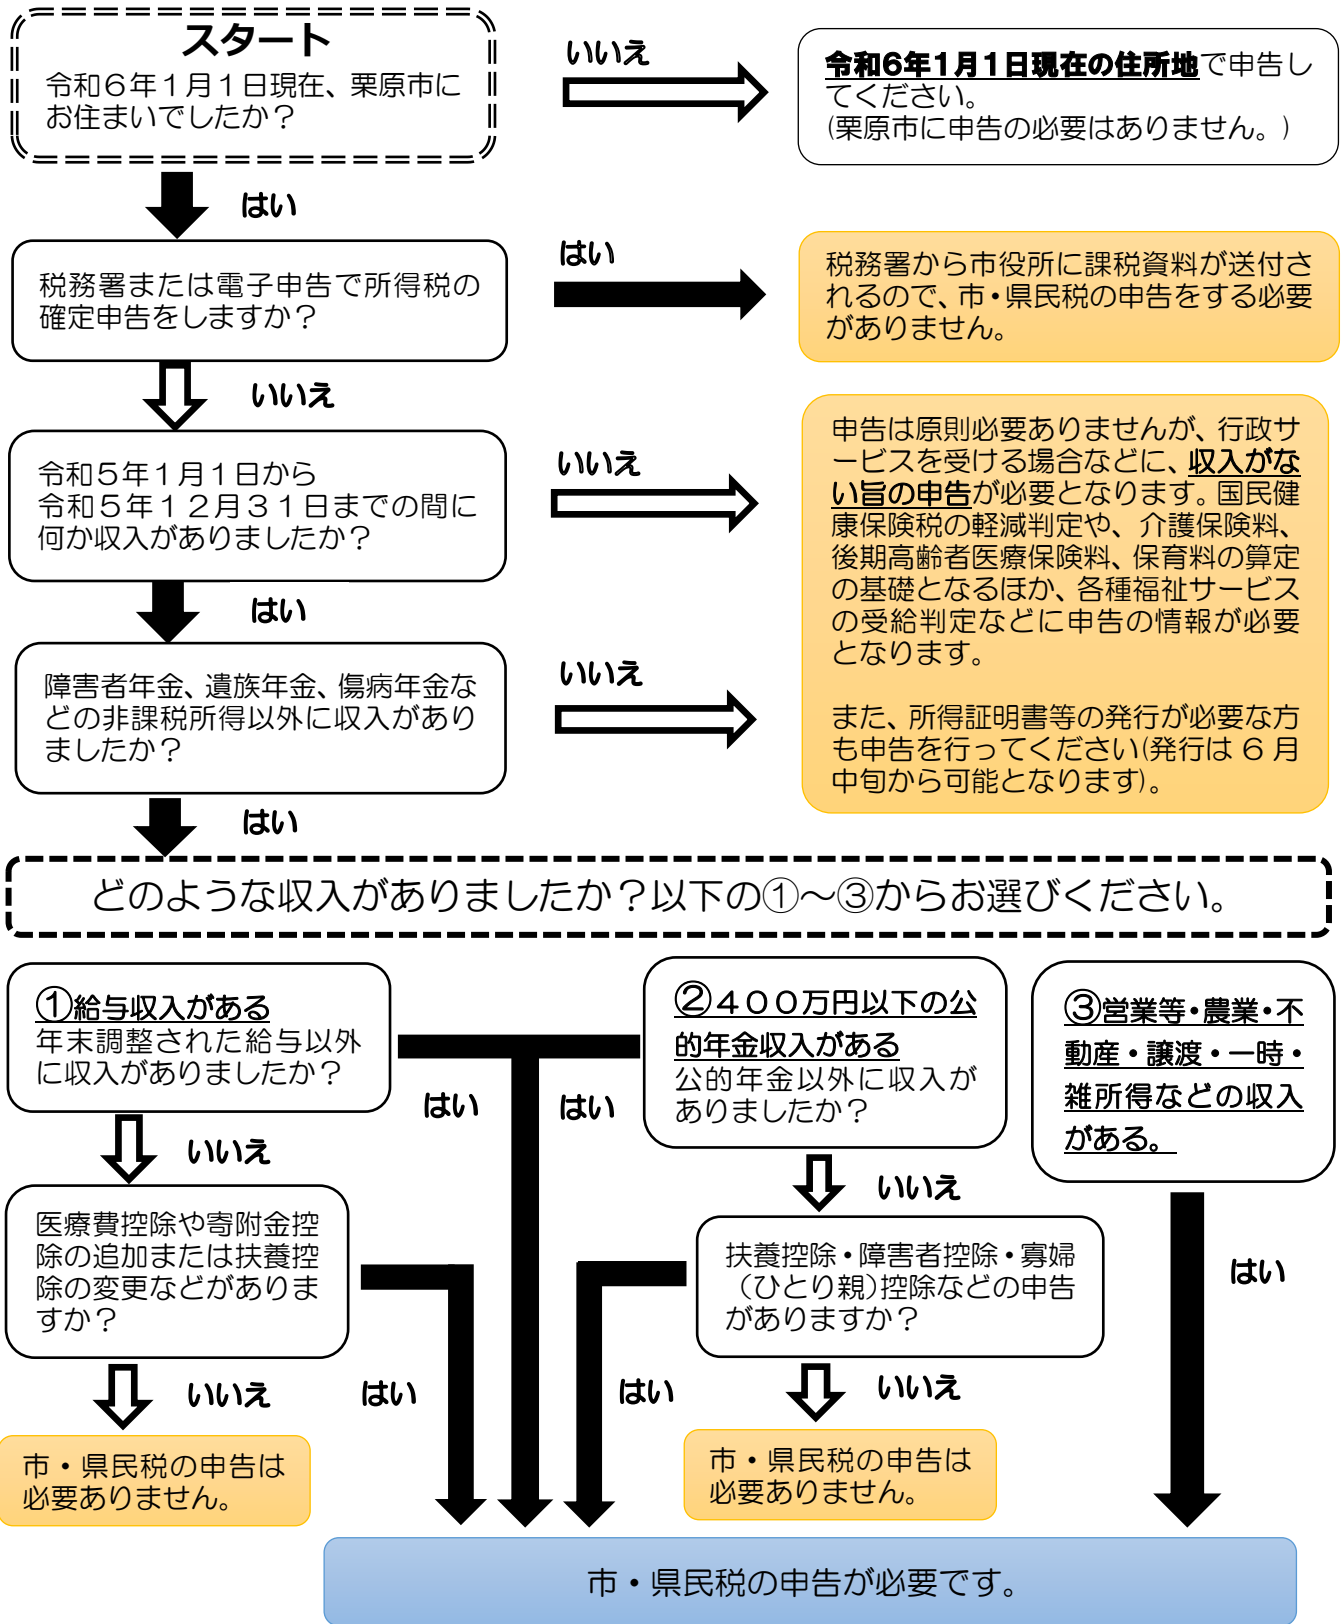 スタート
令和６年１月１日現在、栗原市に
お住まいでしたか？
いいえ
令和6年１月１日現在の住所地で申告し
てください。
(栗原市に申告の必要はありません。)
はい
税務署または電子申告で所得税の
確定申告をしますか？
はい
税務署から市役所に課税資料が送付さ
れるので、市・県民税の申告をする必要
がありません。
いいえ
令和５年１月１日から
令和５年１２月３１日までの間に
何か収入がありましたか？
いいえ
申告は原則必要ありませんが、行政サ
ービスを受ける場合などに、収入がな
い旨の申告が必要となります。国民健
康保険税の軽減判定や、介護保険料、
後期高齢者医療保険料、保育料の算定
の基礎となるほか、各種福祉サービス
の受給判定などに申告の情報が必要
となります。
また、所得証明書等の発行が必要な方
も申告を行ってください(発行は 6 月
中旬から可能となります)。
はい
障害者年金、遺族年金、傷病年金な
どの非課税所得以外に収入があり
ましたか？
いいえ
はい
どのような収入がありましたか？以下の①～③からお選びください。
①給与収入がある
年末調整された給与以外
に収入がありましたか？
はい
②４００万円以下の公
的年金収入がある
公的年金以外に収入が
ありましたか？
はい
③営業等・農業・不
動産・譲渡・一時・
雑所得などの収入
がある。
いいえ
いいえ
医療費控除や寄附金控
除の追加または扶養控
除の変更などがありま
すか？
扶養控除・障害者控除・寡婦
（ひとり親）控除などの申告
がありますか？
はい
いいえ
はい
はい
いいえ
市・県民税の申告は
必要ありません。
市・県民税の申告は
必要ありません。
市・県民税の申告が必要です。